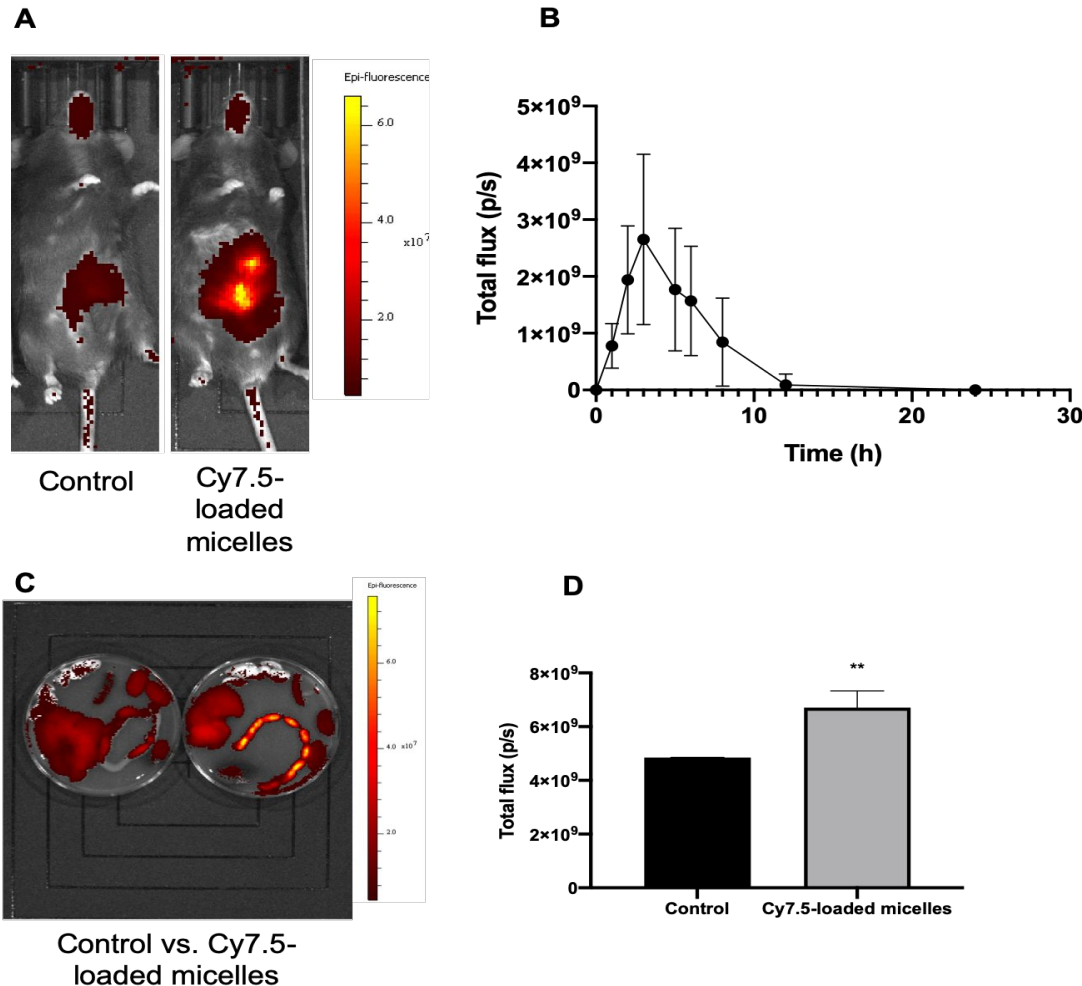 A
Epi-fluorescence
6.0
4.0
x10⁷
2.0
Control
Cy7.5-
loaded
micelles
B
5×10⁹
4×10⁹
3×10⁹
2×10⁹
1×10⁹
0
Total flux (p/s)
0
10
20
30
Time (h)
C
Epi-fluorescence
6.0
4.0
x10⁷
2.0
Control vs. Cy7.5-
loaded micelles
D
8×10⁹
6×10⁹
4×10⁹
2×10⁹
0
Total flux (p/s)
**
Control
Cy7.5-loaded micelles